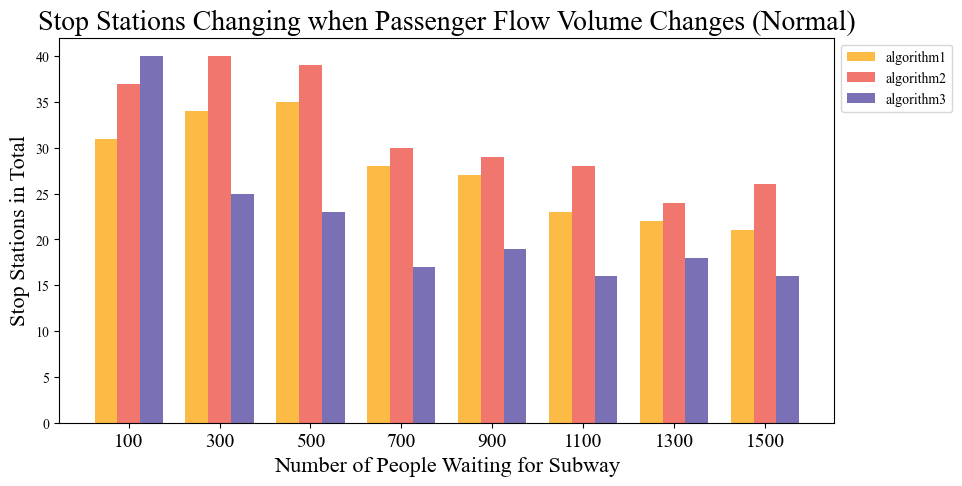 Stop Stations Changing when Passenger Flow Volume Changes (Normal)
algorithm1
algorithm2
algorithm3
Stop Stations in Total
40
35
30
25
20
15
10
5
0
100 300 500 700 900 1100 1300 1500
Number of People Waiting for Subway